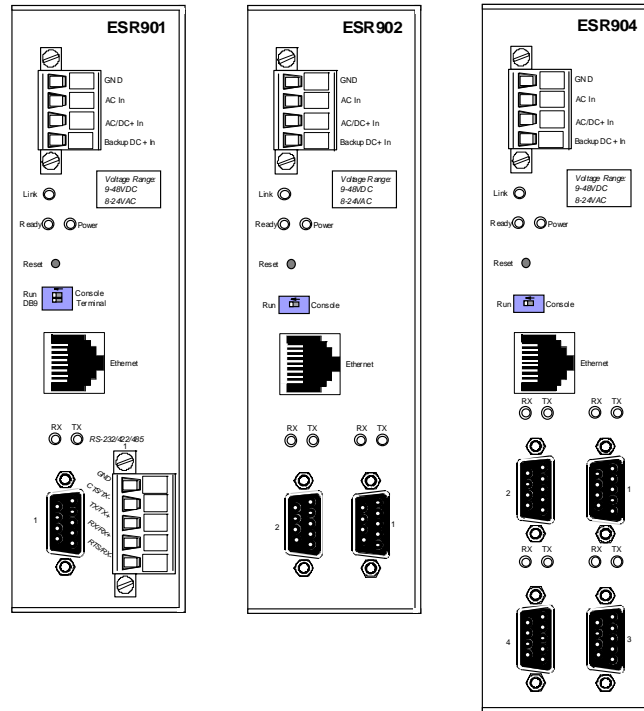 ESR901
GND
AC In
AC/DC+ In
Backup DC+ In
Voltage Range:
9-48VDC
8-24VAC
Link
Ready
Power
Reset
Run
DB9
Console
Terminal
Ethernet
RX TX
RS-232/422/485
1
GND
CTS/TX-
TX/TX+
RX/RX+
RTS/RX-
1
ESR902
GND
AC In
AC/DC+ In
Backup DC+ In
Voltage Range:
9-48VDC
8-24VAC
Link
Ready
Power
Reset
Run
Console
Ethernet
RX TX
RX TX
2
1
ESR904
GND
AC In
AC/DC+ In
Backup DC+ In
Voltage Range:
9-48VDC
8-24VAC
Link
Ready
Power
Reset
Run
Console
Ethernet
RX TX
RX TX
2
1
RX TX
RX TX
4
3